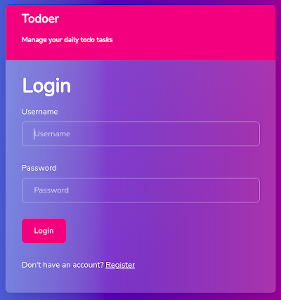 Todoer
Manage your daily todo tasks
Login
Username
Username
Password
Password
Login
Don't have an account? Register